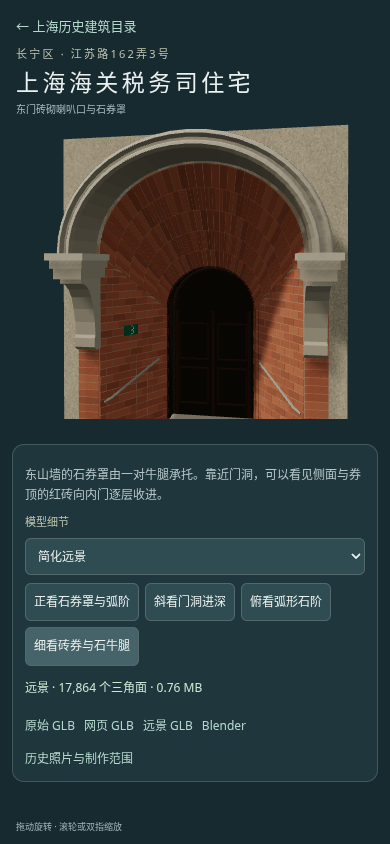 ← 上海历史建筑目录
长宁区 · 江苏路162弄3号
上海海关税务司住宅
东门砖砌喇叭口与石券罩
3
东山墙的石券罩由一对牛腿承托。靠近门洞，可以看见侧面与券
顶的红砖向内门逐层收进。
模型细节
简化远景
正看石券罩与弧阶 斜看门洞进深 俯看弧形石阶
细看砖券与石牛腿
远景 · 17,864 个三角面 · 0.76 MB
原始 GLB 网页 GLB 远景 GLB Blender
历史照片与制作范围
拖动旋转 · 滚轮或双指缩放